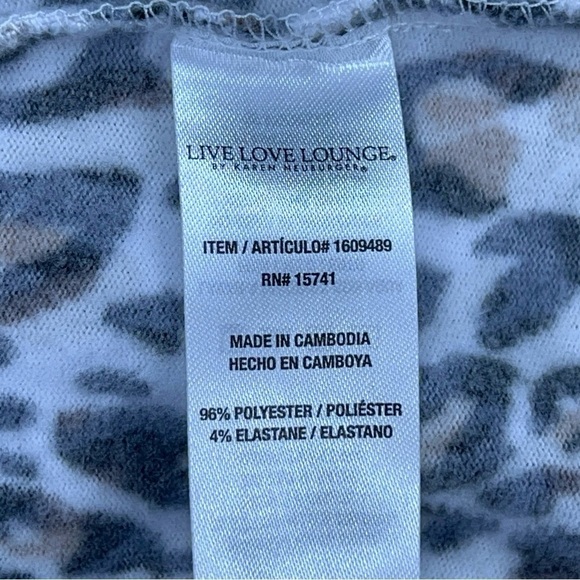 LIVE LOVE LOUNGE®
BY KAREN NEUBURGER®
ITEM / ARTÍCULO# 1609489
RN# 15741
MADE IN CAMBODIA
HECHO EN CAMBOYA
96% POLYESTER / POLIÉSTER
4% ELASTANE / ELASTANO